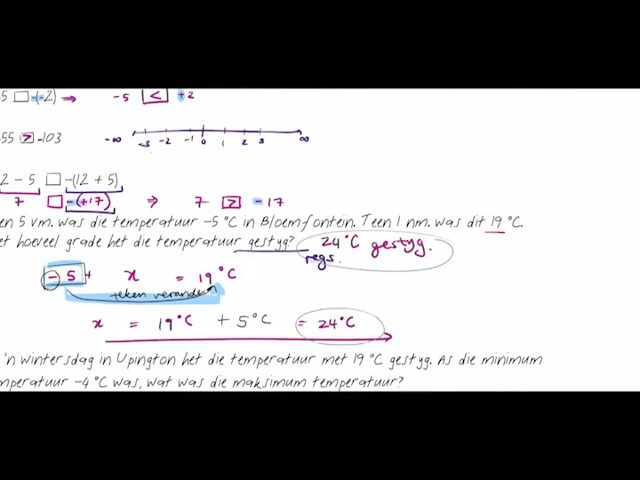 -5 □ -(-2) ⇒ -5 < +2
-55 > -103
-∞ -3 -2 -1 0 1 2 3 ∞
2 - 5 □ -(12 + 5)
7 □ -(+17) ⇒ 7 > -17
en 5 vm. was die temperatuur -5 °C in Bloemfontein. Teen 1 nm. was dit 19 °C.
et hoeveel grade het die temperatuur gestyg? 24°C gestyg.
regs.
-5 + x = 19°C
teken verander
x = 19°C + 5°C = 24°C
'n wintersdag in Upington het die temperatuur met 19 °C gestyg. As die minimum
mperatuur -4 °C was, wat was die maksimum temperatuur?